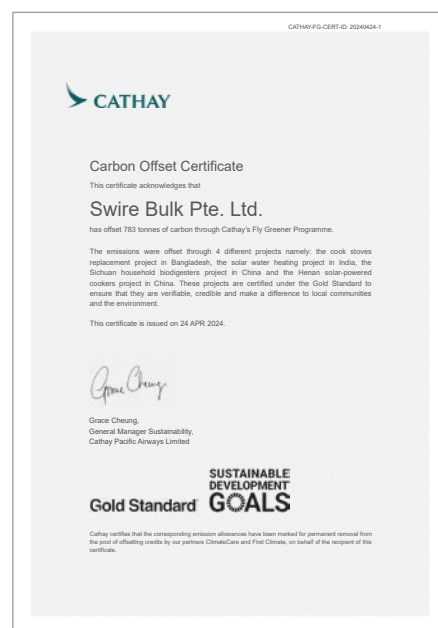 CATHAY-FG-CERT-ID: 20240424-1
CATHAY
Carbon Offset Certificate
This certificate acknowledges that
Swire Bulk Pte. Ltd.
has offset 783 tonnes of carbon through Cathay's Fly Greener Programme.
The emissions were offset through 4 different projects namely: the cook stoves
replacement project in Bangladesh, the solar water heating project in India, the
Sichuan household biodigesters project in China and the Henan solar-powered
cookers project in China. These projects are certified under the Gold Standard to
ensure that they are verifiable, credible and make a difference to local communities
and the environment.
This certificate is issued on 24 APR 2024.
Grace Cheung
Grace Cheung,
General Manager Sustainability,
Cathay Pacific Airways Limited
SUSTAINABLE
DEVELOPMENT
Gold Standard GOALS
Cathay certifies that the corresponding emission allowances have been marked for permanent removal from
the pool of offsetting credits by our partners ClimateCare and First Climate, on behalf of the recipient of this
certificate.